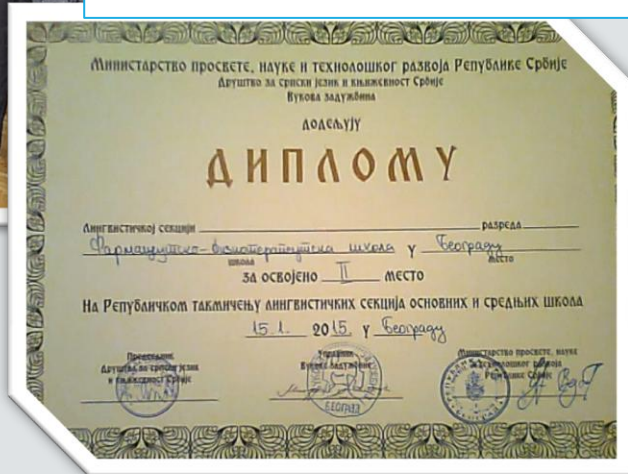 Министарство просвете, науке и технолошког развоја Републике Србије
Друштво за српски језик и књижевност Србије
Вукова задужбина
додељују
ДИПЛОМУ
Лингвистичкој секцији разреда
Фармацеутско-физиотерапеутска школа у Београду
школа место
за освојено II место
На Републичком такмичењу лингвистичких секција основних и средњих школа
15.1. 2015. у Београду
Председник Управник Министарство просвете, науке
Друштва за српски језик Вукове задужбине и технолошког развоја
и књижевност Србије Републике Србије
БЕОГРАД